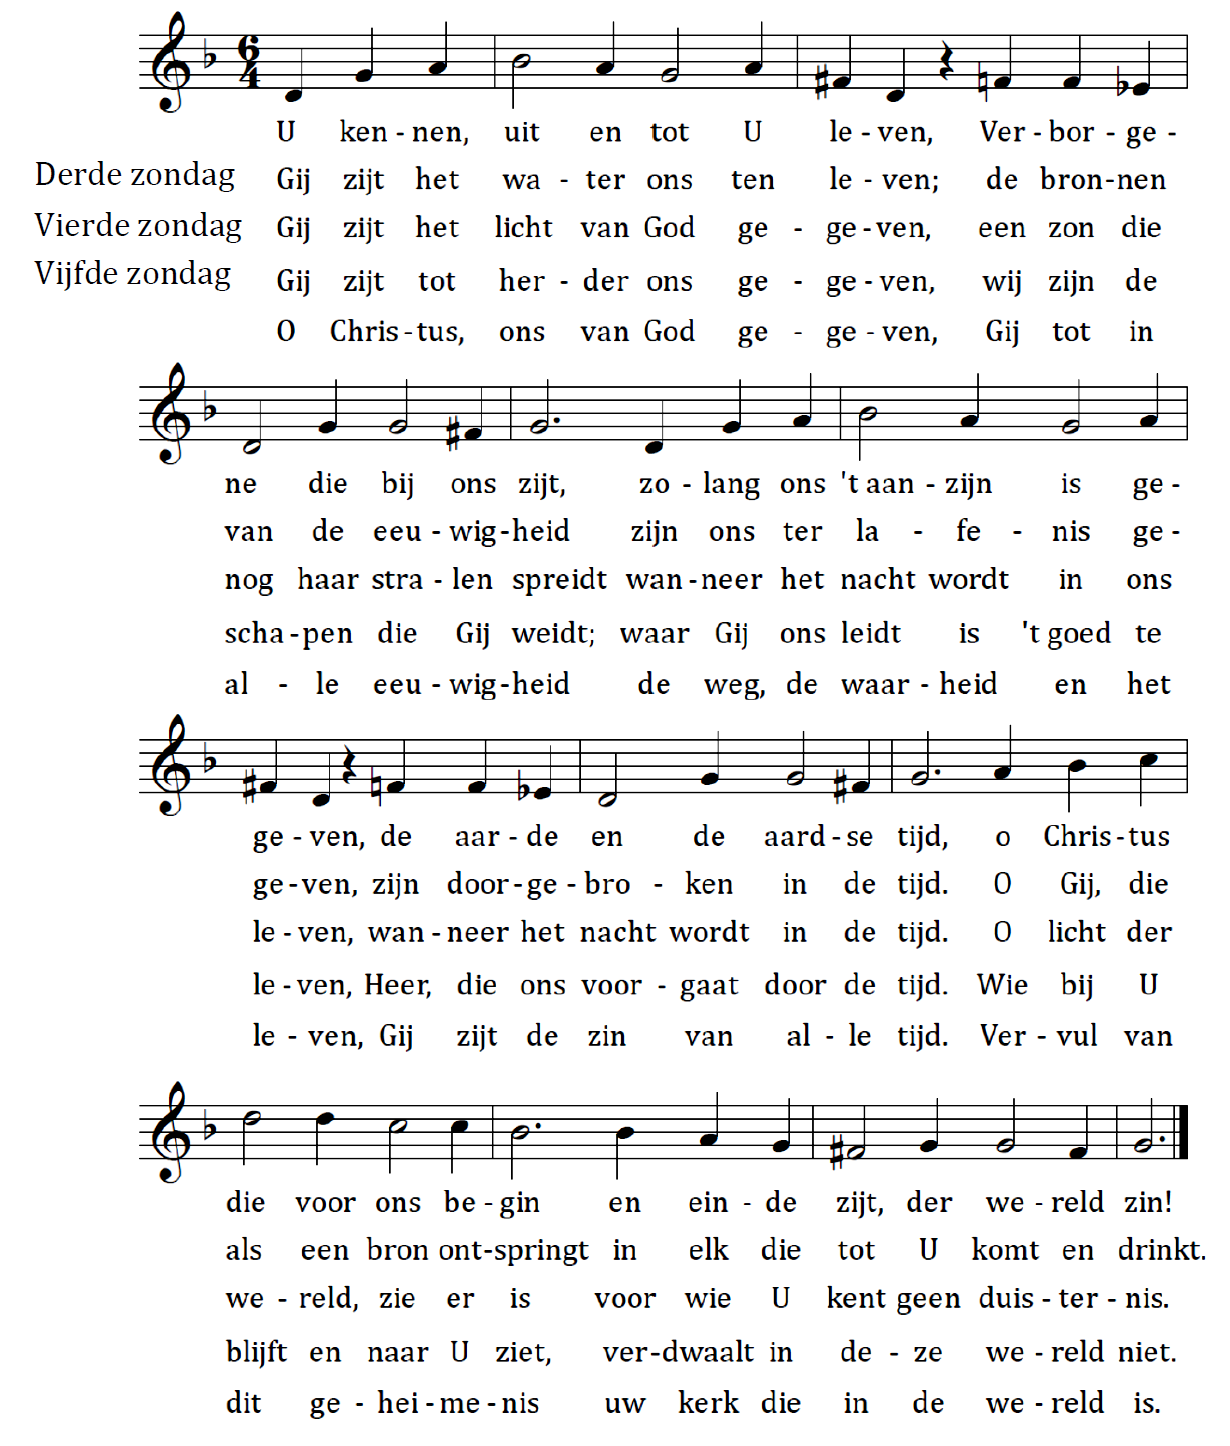 6
4
U ken - nen, uit en tot U le - ven, Ver - bor - ge -
Derde zondag Gij zijt het wa - ter ons ten le - ven; de bron-nen
Vierde zondag Gij zijt het licht van God ge - ge - ven, een zon die
Vijfde zondag Gij zijt tot her - der ons ge - ge - ven, wij zijn de
O Chris - tus, ons van God ge - ge - ven, Gij tot in
ne die bij ons zijt, zo - lang ons 't aan - zijn is ge -
van de eeu - wig - heid zijn ons ter la - fe - nis ge -
nog haar stra - len spreidt wan - neer het nacht wordt in ons
scha - pen die Gij weidt; waar Gij ons leidt is 't goed te
al - le eeu - wig - heid de weg, de waar - heid en het
ge - ven, de aar - de en de aard - se tijd, o Chris - tus
ge - ven, zijn door - ge - bro - ken in de tijd. O Gij, die
le - ven, wan - neer het nacht wordt in de tijd. O licht der
le - ven, Heer, die ons voor - gaat door de tijd. Wie bij U
le - ven, Gij zijt de zin van al - le tijd. Ver - vul van
die voor ons be - gin en ein - de zijt, der we - reld zin!
als een bron ont-springt in elk die tot U komt en drinkt.
we - reld, zie er is voor wie U kent geen duis - ter - nis.
blijft en naar U ziet, ver-dwaalt in de - ze we - reld niet.
dit ge - hei - me - nis uw kerk die in de we - reld is.